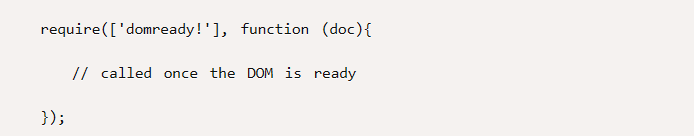 require(['domready!'], function (doc){
// called once the DOM is ready
});